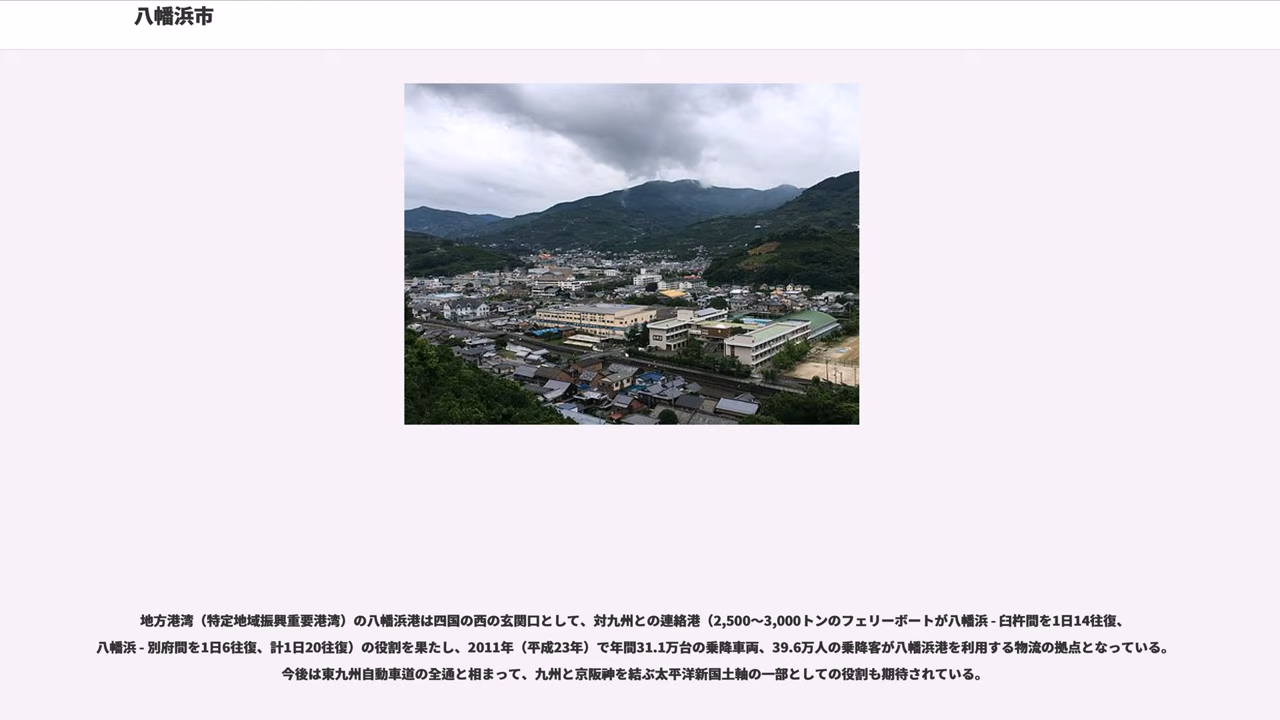 八幡浜市
地方港湾（特定地域振興重要港湾）の八幡浜港は四国の西の玄関口として、対九州との連絡港（2,500〜3,000トンのフェリーボートが八幡浜 - 臼杵間を1日14往復、
八幡浜 - 別府間を1日6往復、計1日20往復）の役割を果たし、2011年（平成23年）で年間31.1万台の乗降車両、39.6万人の乗降客が八幡浜港を利用する物流の拠点となっている。
今後は東九州自動車道の全通と相まって、九州と京阪神を結ぶ太平洋新国土軸の一部としての役割も期待されている。